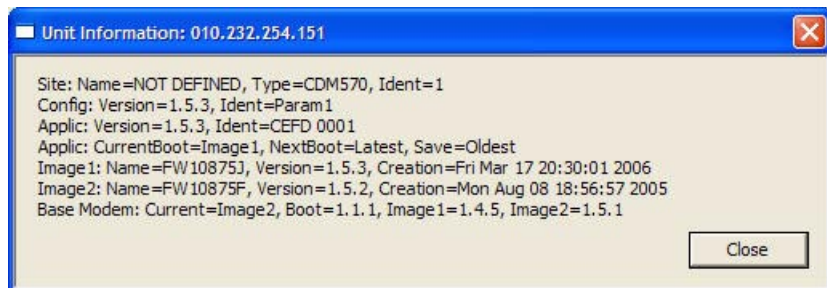 Unit Information: 010.232.254.151
Site: Name=NOT DEFINED, Type=CDM570, Ident=1
Config: Version=1.5.3, Ident=Param1
Applic: Version=1.5.3, Ident=CEFD 0001
Applic: CurrentBoot=Image1, NextBoot=Latest, Save=Oldest
Image1: Name=FW10875J, Version=1.5.3, Creation=Fri Mar 17 20:30:01 2006
Image2: Name=FW10875F, Version=1.5.2, Creation=Mon Aug 08 18:56:57 2005
Base Modem: Current=Image2, Boot=1.1.1, Image1=1.4.5, Image2=1.5.1
Close